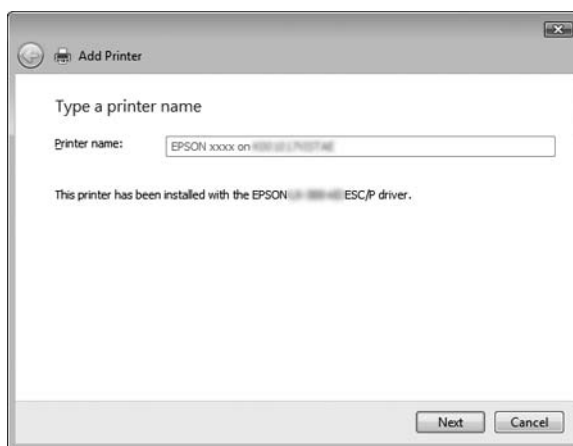 Add Printer
Type a printer name
Printer name:
EPSON xxxx on
This printer has been installed with the EPSON ESC/P driver.
Next
Cancel